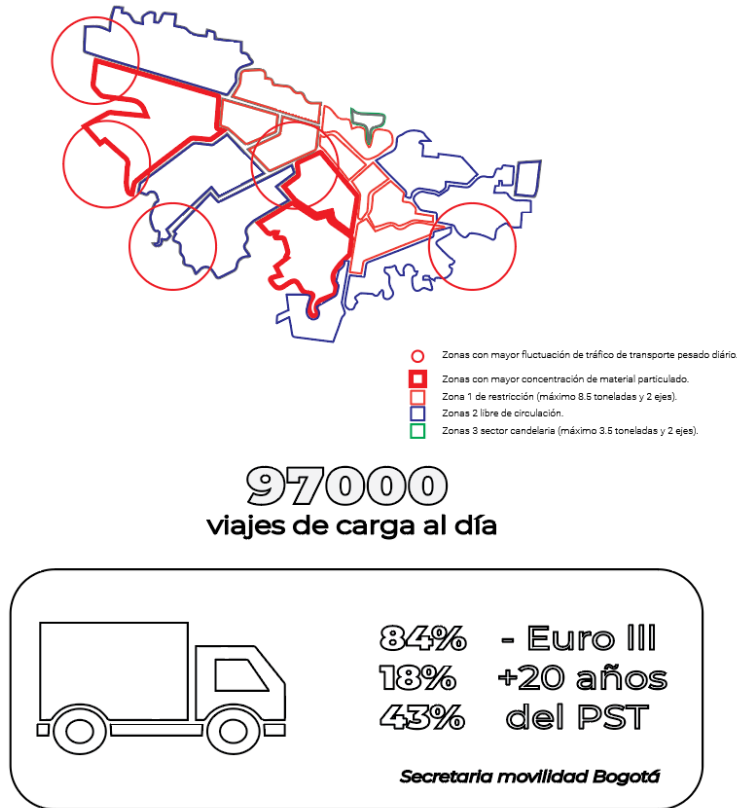 Zonas con mayor fluctuación de tráfico de transporte pesado diário.
Zonas con mayor concentración de material particulado.
Zona 1 de restricción (máximo 8.5 toneladas y 2 ejes).
Zonas 2 libre de circulación.
Zonas 3 sector candelaria (máximo 3.5 toneladas y 2 ejes).
97000
viajes de carga al día
84% - Euro III
18% +20 años
43% del PST
Secretaria movilidad Bogotá